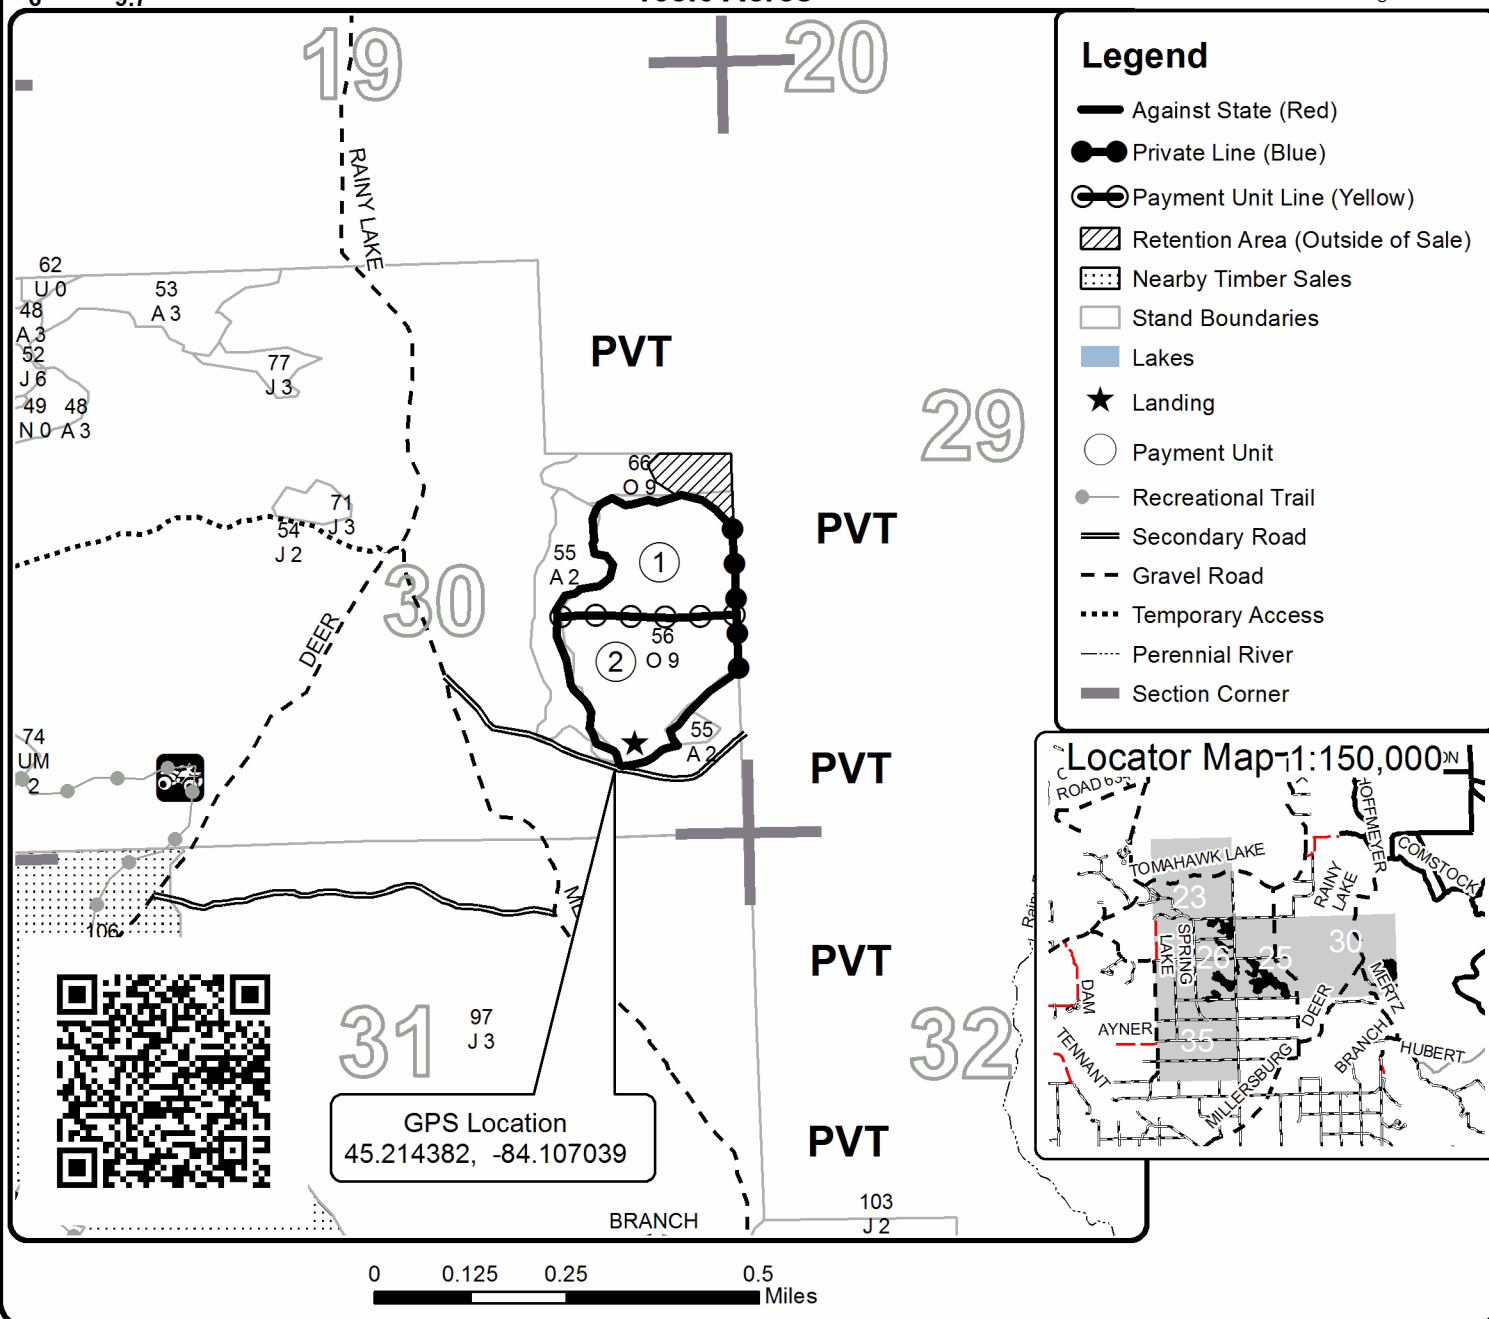 19
20
RAINY LAKE
62
U 0
53
A 3
48
A 3
52
J 6
77
J 3
49
N 0
48
A 3
PVT
29
66
O 9
71
J 3
54
J 2
PVT
55
A 2
1
30
DEER
56
O 9
2
74
UM
2
55
A 2
PVT
106
PVT
31
97
J 3
32
GPS Location
45.214382, -84.107039
PVT
103
J 2
BRANCH
0 0.125 0.25 0.5
Miles
Legend
Against State (Red)
Private Line (Blue)
Payment Unit Line (Yellow)
Retention Area (Outside of Sale)
Nearby Timber Sales
Stand Boundaries
Lakes
Landing
Payment Unit
Recreational Trail
Secondary Road
Gravel Road
Temporary Access
Perennial River
Section Corner
Locator Map-1:150,000
HOFFMEYER
COMSTOCK
TOMAHAWK LAKE
RAINY
LAKE
23
SPRING
LAKE
26
25
30
DAM
MERTZ
DEER
AYNER
35
TENNANT
MILLERSBURG
BRANCH
HUBERT